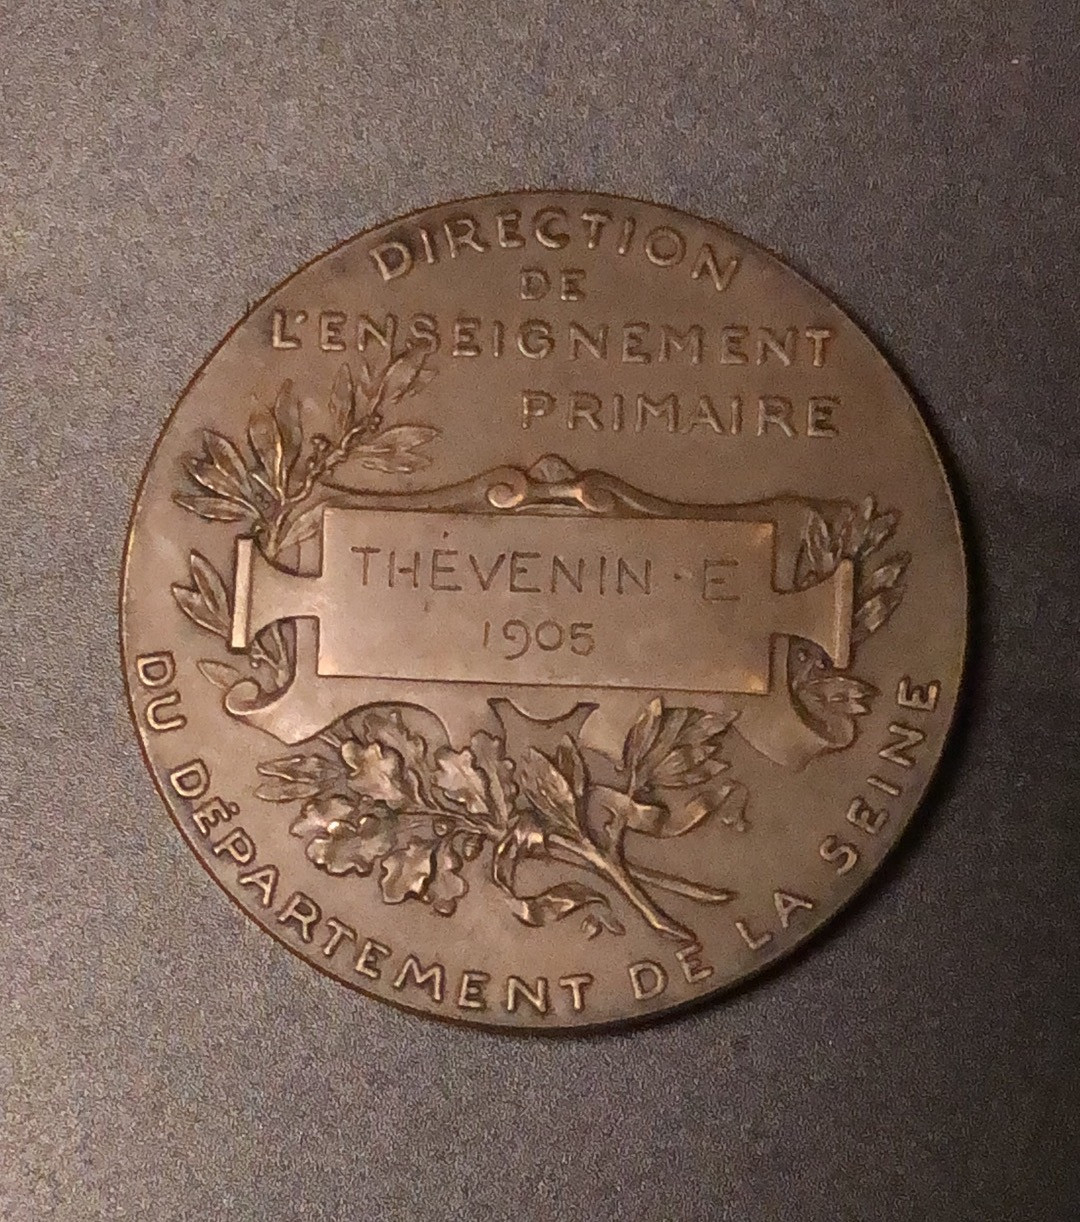 DIRECTION
DE
L'ENSEIGNEMENT
PRIMAIRE
THÉVENIN · E
1905
DU DÉPARTEMENT DE LA SEINE